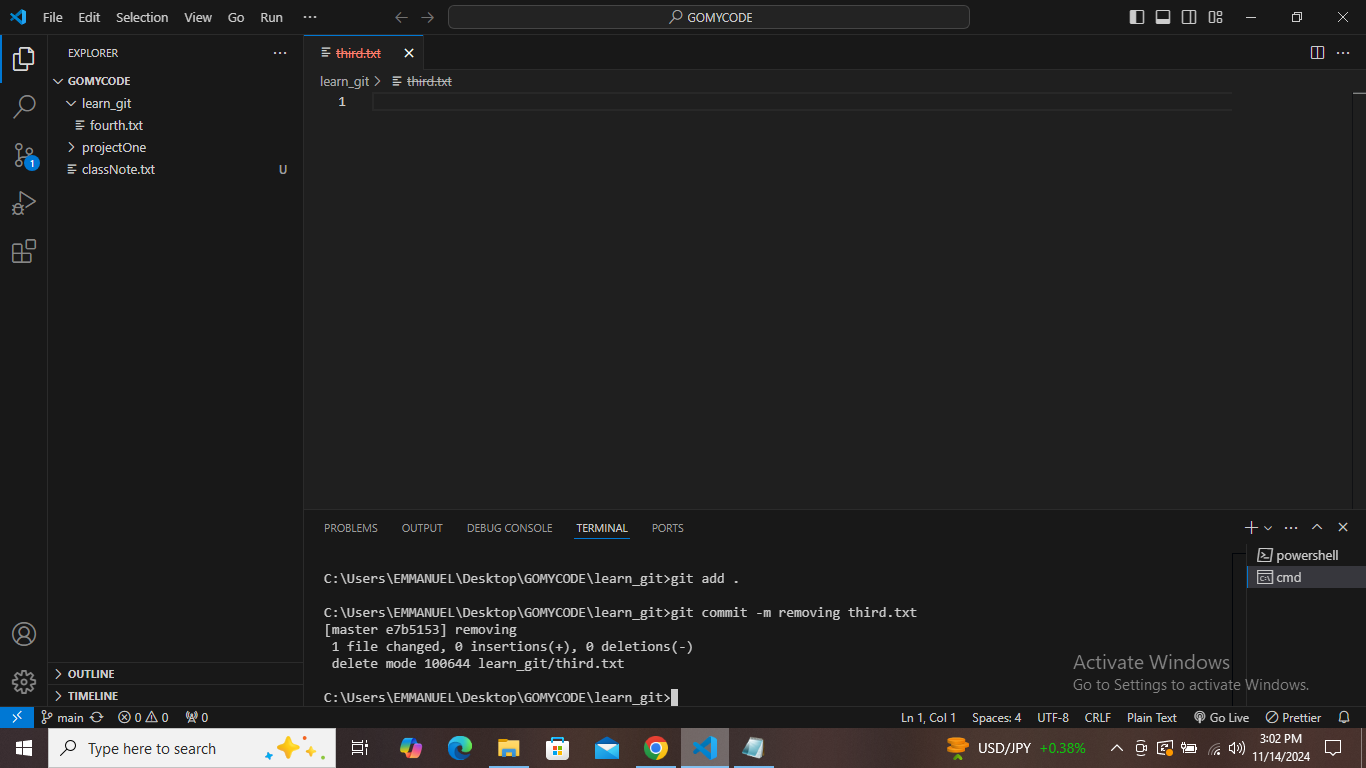 File Edit Selection View Go Run ··· GOMYCODE
EXPLORER
GOMYCODE
learn_git
fourth.txt
projectOne
classNote.txt U
OUTLINE
TIMELINE
third.txt
learn_git > third.txt
1
PROBLEMS OUTPUT DEBUG CONSOLE TERMINAL PORTS
powershell
cmd
C:\Users\EMMANUEL\Desktop\GOMYCODE\learn_git>git add .
C:\Users\EMMANUEL\Desktop\GOMYCODE\learn_git>git commit -m removing third.txt
[master e7b5153] removing
1 file changed, 0 insertions(+), 0 deletions(-)
delete mode 100644 learn_git/third.txt
C:\Users\EMMANUEL\Desktop\GOMYCODE\learn_git>
Activate Windows
Go to Settings to activate Windows.
1
main 0 0 0 Ln 1, Col 1 Spaces: 4 UTF-8 CRLF Plain Text Go Live Prettier
Type here to search USD/JPY +0.38% 3:02 PM
11/14/2024